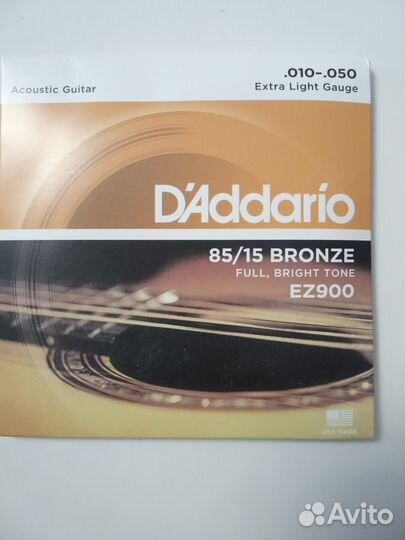 .010–.050
Acoustic Guitar
Extra Light Gauge
D'Addario
85/15 BRONZE
FULL, BRIGHT TONE
EZ900
USA MADE
Avito